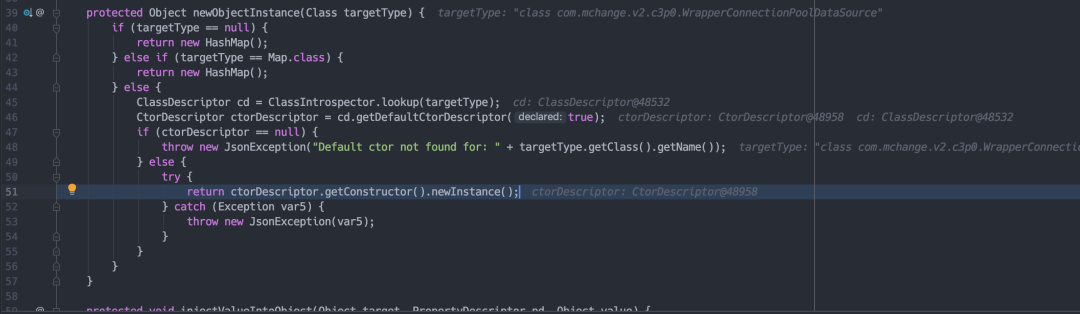 39 protected Object newObjectInstance(Class targetType) { targetType: "class com.mchange.v2.c3p0.WrapperConnectionPoolDataSource"
40 if (targetType == null) {
41 return new HashMap();
42 } else if (targetType == Map.class) {
43 return new HashMap();
44 } else {
45 ClassDescriptor cd = ClassIntrospector.lookup(targetType); cd: ClassDescriptor@48532
46 CtorDescriptor ctorDescriptor = cd.getDefaultCtorDescriptor( declared: true); ctorDescriptor: CtorDescriptor@48958 cd: ClassDescriptor@48532
47 if (ctorDescriptor == null) {
48 throw new JsonException("Default ctor not found for: " + targetType.getClass().getName()); targetType: "class com.mchange.v2.c3p0.WrapperConnecti
49 } else {
50 try {
51 return ctorDescriptor.getConstructor().newInstance(); ctorDescriptor: CtorDescriptor@48958
52 } catch (Exception var5) {
53 throw new JsonException(var5);
54 }
55 }
56 }
57 }
58
protected void injectValueIntoObject(Object target, PropertyDescriptor pd, Object value) {